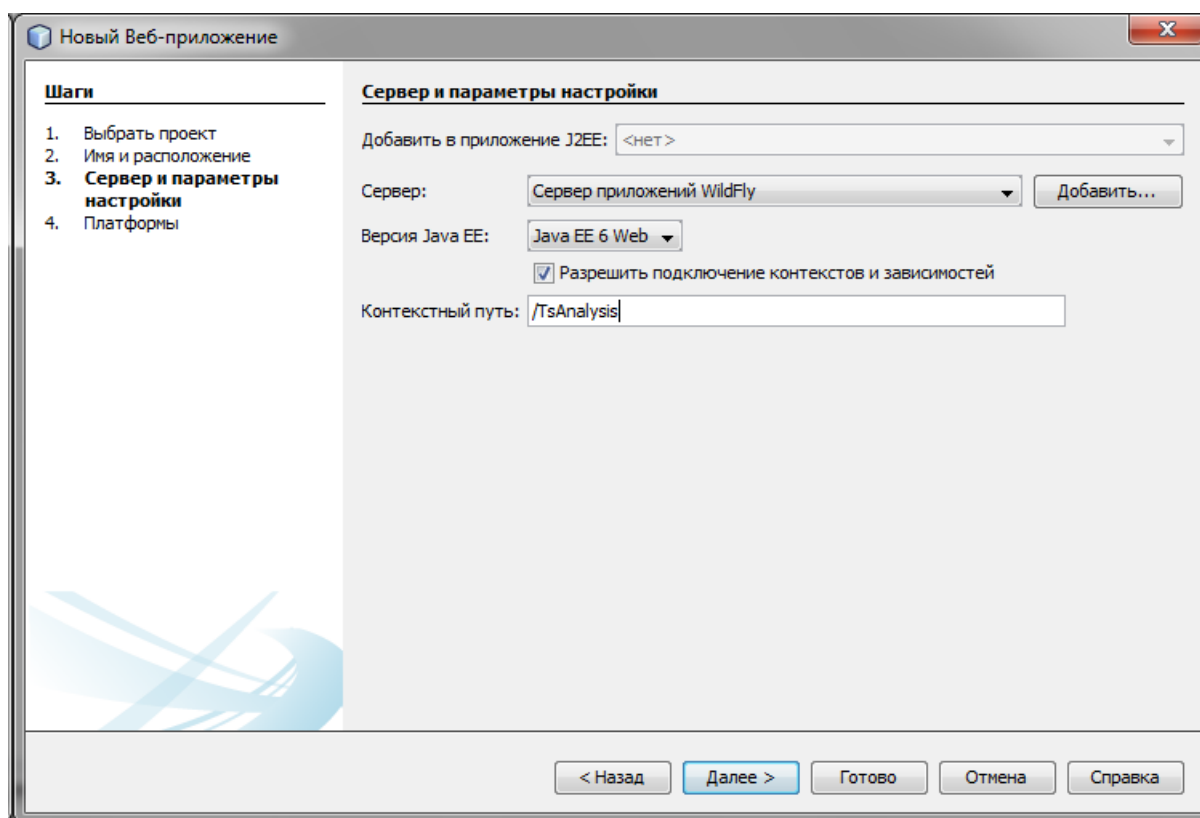 Новый Веб-приложение
Шаги
1. Выбрать проект
2. Имя и расположение
3. Сервер и параметры
настройки
4. Платформы
Сервер и параметры настройки
Добавить в приложение J2EE: <нет>
Сервер: Сервер приложений WildFly Добавить...
Версия Java EE: Java EE 6 Web
Разрешить подключение контекстов и зависимостей
Контекстный путь: /TsAnalysis
< Назад Далее > Готово Отмена Справка